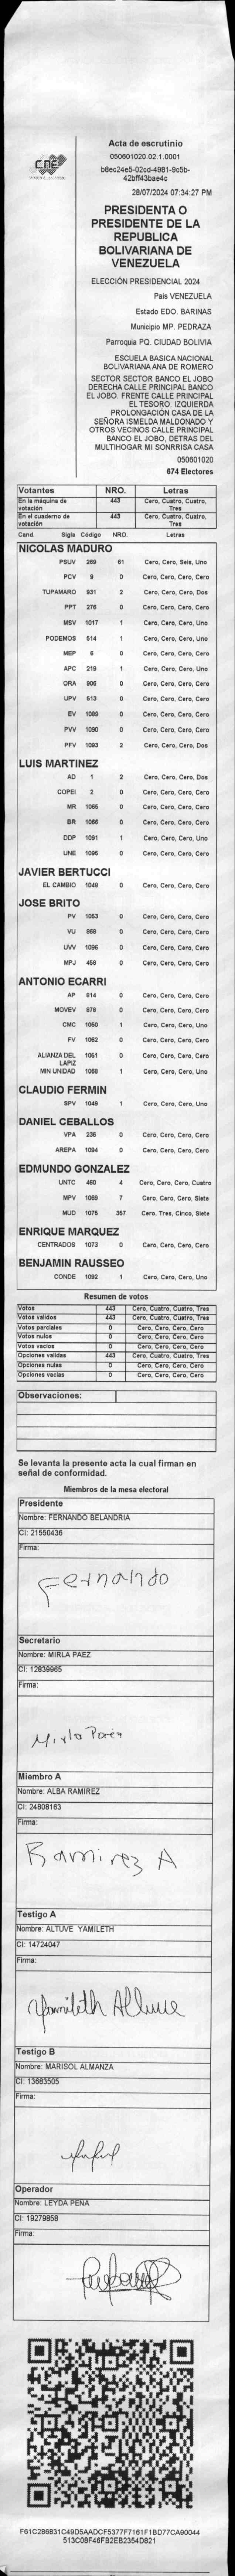 CNE
Acta de escrutinio
050601020.02.1.0001
b8ec24e5-02cd-4981-9c5b-
42bff43bae4c
28/07/2024 07:34:27 PM
PRESIDENTA O
PRESIDENTE DE LA
REPUBLICA
BOLIVARIANA DE
VENEZUELA
ELECCIÓN PRESIDENCIAL 2024
País VENEZUELA
Estado EDO. BARINAS
Municipio MP. PEDRAZA
Parroquia PQ. CIUDAD BOLIVIA
ESCUELA BASICA NACIONAL
BOLIVARIANA ANA DE ROMERO
SECTOR SECTOR BANCO EL JOBO
DERECHA CALLE PRINCIPAL BANCO
EL JOBO. FRENTE CALLE PRINCIPAL
EL TESORO. IZQUIERDA
PROLONGACIÓN CASA DE LA
SEÑORA ISMELDA MALDONADO Y
OTROS VECINOS CALLE PRINCIPAL
BANCO EL JOBO, DETRAS DEL
MULTIHOGAR MI SONRRISA CASA
050601020
674 Electores
Votantes NRO. Letras
En la máquina de votación 443 Cero, Cuatro, Cuatro, Tres
En el cuaderno de votación 443 Cero, Cuatro, Cuatro, Tres
Cand. Sigla Código NRO. Letras
NICOLAS MADURO
PSUV 269 61 Cero, Cero, Seis, Uno
PCV 9 0 Cero, Cero, Cero, Cero
TUPAMARO 931 2 Cero, Cero, Cero, Dos
PPT 276 0 Cero, Cero, Cero, Cero
MSV 1017 1 Cero, Cero, Cero, Uno
PODEMOS 514 1 Cero, Cero, Cero, Uno
MEP 6 0 Cero, Cero, Cero, Cero
APC 219 1 Cero, Cero, Cero, Uno
ORA 906 0 Cero, Cero, Cero, Cero
UPV 513 0 Cero, Cero, Cero, Cero
EV 1089 0 Cero, Cero, Cero, Cero
PVV 1090 0 Cero, Cero, Cero, Cero
PFV 1093 2 Cero, Cero, Cero, Dos
LUIS MARTINEZ
AD 1 2 Cero, Cero, Cero, Dos
COPEI 2 0 Cero, Cero, Cero, Cero
MR 1065 0 Cero, Cero, Cero, Cero
BR 1066 0 Cero, Cero, Cero, Cero
DDP 1091 1 Cero, Cero, Cero, Uno
UNE 1095 0 Cero, Cero, Cero, Cero
JAVIER BERTUCCI
EL CAMBIO 1048 0 Cero, Cero, Cero, Cero
JOSE BRITO
PV 1053 0 Cero, Cero, Cero, Cero
VU 868 0 Cero, Cero, Cero, Cero
UVV 1096 0 Cero, Cero, Cero, Cero
MPJ 458 0 Cero, Cero, Cero, Cero
ANTONIO ECARRI
AP 814 0 Cero, Cero, Cero, Cero
MOVEV 878 0 Cero, Cero, Cero, Cero
CMC 1050 1 Cero, Cero, Cero, Uno
FV 1062 0 Cero, Cero, Cero, Cero
ALIANZA DEL LAPIZ 1051 0 Cero, Cero, Cero, Cero
MIN UNIDAD 1068 1 Cero, Cero, Cero, Uno
CLAUDIO FERMIN
SPV 1049 1 Cero, Cero, Cero, Uno
DANIEL CEBALLOS
VPA 236 0 Cero, Cero, Cero, Cero
AREPA 1094 0 Cero, Cero, Cero, Cero
EDMUNDO GONZALEZ
UNTC 460 4 Cero, Cero, Cero, Cuatro
MPV 1069 7 Cero, Cero, Cero, Siete
MUD 1075 357 Cero, Tres, Cinco, Siete
ENRIQUE MARQUEZ
CENTRADOS 1073 0 Cero, Cero, Cero, Cero
BENJAMIN RAUSSEO
CONDE 1092 1 Cero, Cero, Cero, Uno
Resumen de votos
Votos 443 Cero, Cuatro, Cuatro, Tres
Votos validos 443 Cero, Cuatro, Cuatro, Tres
Votos parciales 0 Cero, Cero, Cero, Cero
Votos nulos 0 Cero, Cero, Cero, Cero
Votos vacios 0 Cero, Cero, Cero, Cero
Opciones validas 443 Cero, Cuatro, Cuatro, Tres
Opciones nulas 0 Cero, Cero, Cero, Cero
Opciones vacias 0 Cero, Cero, Cero, Cero
Observaciones:
Se levanta la presente acta la cual firman en
señal de conformidad.
Miembros de la mesa electoral
Presidente
Nombre: FERNANDO BELANDRIA
CI: 21550436
Firma:
Fernando
Secretario
Nombre: MIRLA PAEZ
CI: 12839965
Firma:
Mirla Paez
Miembro A
Nombre: ALBA RAMIREZ
CI: 24808163
Firma:
Ramirez A
Testigo A
Nombre: ALTUVE YAMILETH
CI: 14724047
Firma:
Yamileth Altuve
Testigo B
Nombre: MARISOL ALMANZA
CI: 13683505
Firma:
Operador
Nombre: LEYDA PEÑA
CI: 19279858
Firma:
F61C286B31C49D5AADCF5377F7161F1BD77CA90044
513C08F46FB2EB2354D821